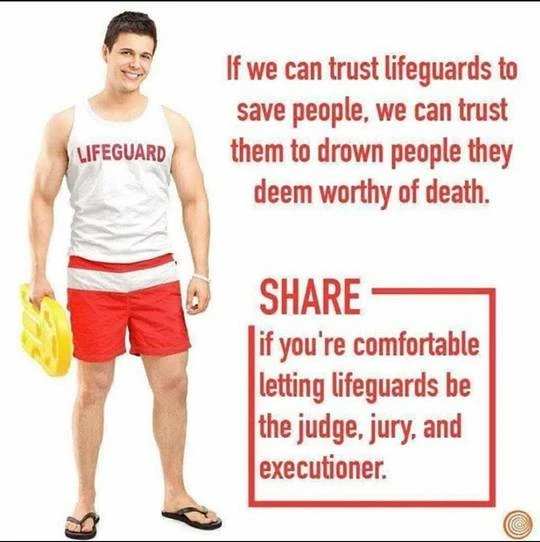 LIFEGUARD
If we can trust lifeguards to
save people, we can trust
them to drown people they
deem worthy of death.
SHARE
if you're comfortable
letting lifeguards be
the judge, jury, and
executioner.